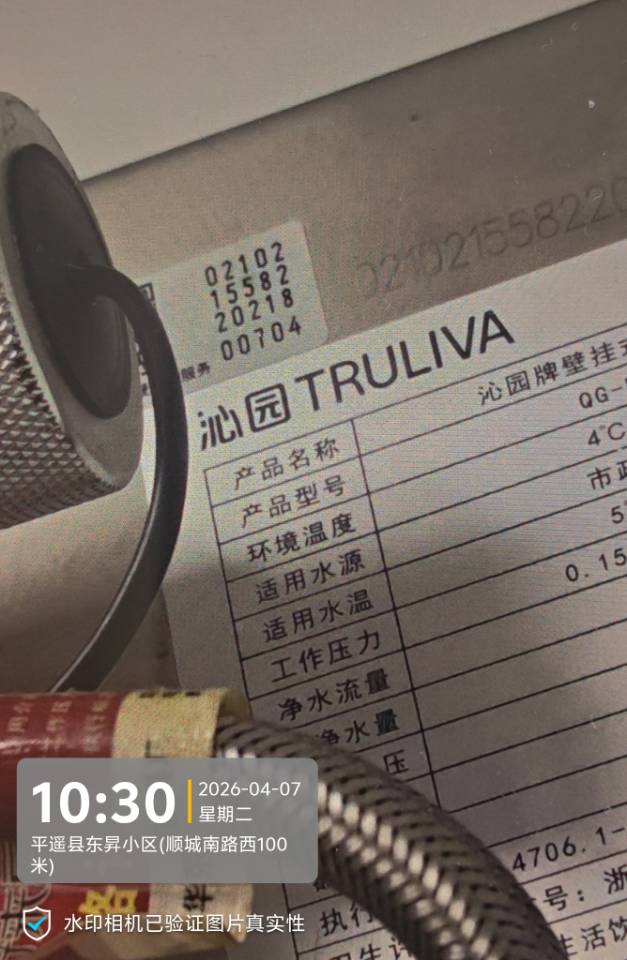 02102
15582
20218
00704
服务
021021558220
沁园 TRULIVA
产品名称 沁园牌壁挂
产品型号 QG-
环境温度 4℃
适用水源 市政
适用水温 5
工作压力 0.15
净水流量
净水量
压
4706.1-
执行 号：浙
生活饮
10:30
2026-04-07
星期二
平遥县东昇小区(顺城南路西100
米)
水印相机已验证图片真实性